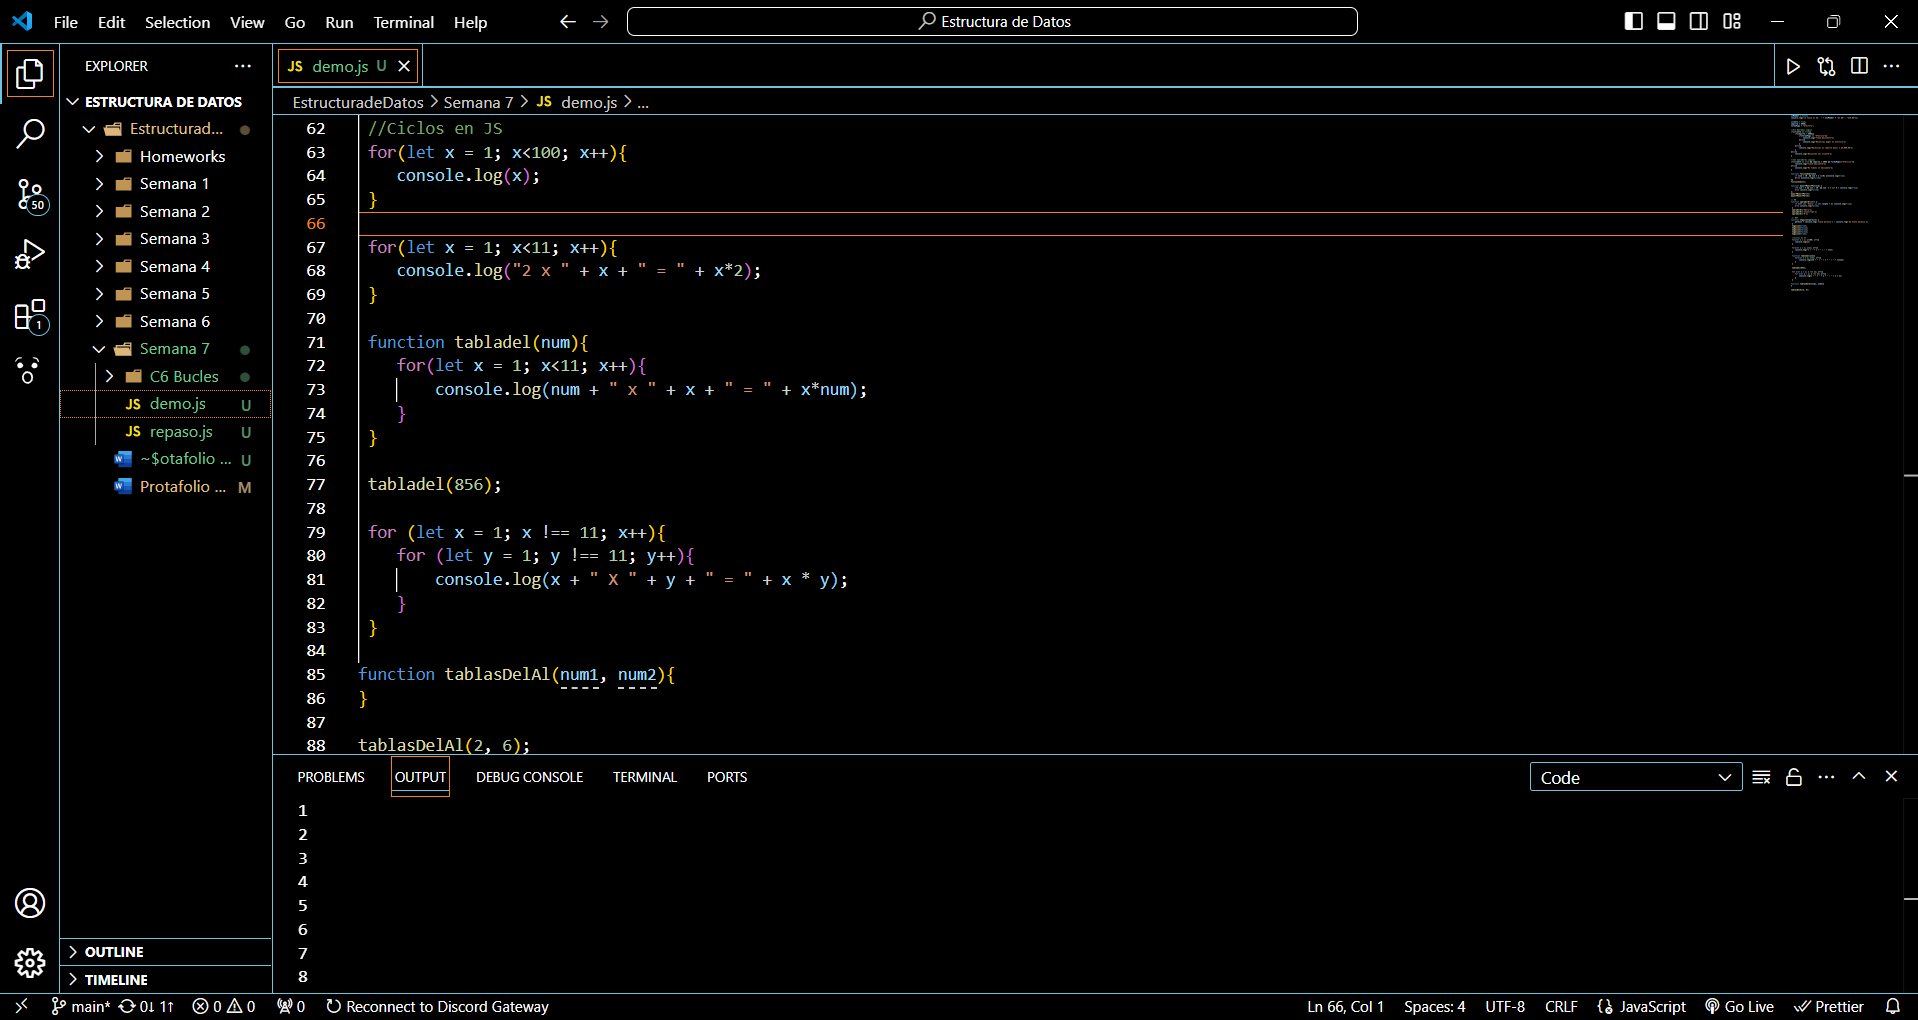 File Edit Selection View Go Run Terminal Help
Estructura de Datos
EXPLORER
ESTRUCTURA DE DATOS
Estructurad...
Homeworks
Semana 1
Semana 2
Semana 3
Semana 4
Semana 5
Semana 6
Semana 7
C6 Bucles
JS demo.js U
JS repaso.js U
~$otafolio ... U
Protafolio ... M
OUTLINE
TIMELINE
50
1
JS demo.js U
EstructuradeDatos > Semana 7 > JS demo.js > ...
62 //Ciclos en JS
63 for(let x = 1; x<100; x++){
64 console.log(x);
65 }
66
67 for(let x = 1; x<11; x++){
68 console.log("2 x " + x + " = " + x*2);
69 }
70
71 function tabladel(num){
72 for(let x = 1; x<11; x++){
73 console.log(num + " x " + x + " = " + x*num);
74 }
75 }
76
77 tabladel(856);
78
79 for (let x = 1; x !== 11; x++){
80 for (let y = 1; y !== 11; y++){
81 console.log(x + " X " + y + " = " + x * y);
82 }
83 }
84
85 function tablasDelAl(num1, num2){
86 }
87
88 tablasDelAl(2, 6);
PROBLEMS OUTPUT DEBUG CONSOLE TERMINAL PORTS
Code
1
2
3
4
5
6
7
8
main* 0↓ 1↑ 0 0 0 Reconnect to Discord Gateway
Ln 66, Col 1 Spaces: 4 UTF-8 CRLF {} JavaScript Go Live Prettier